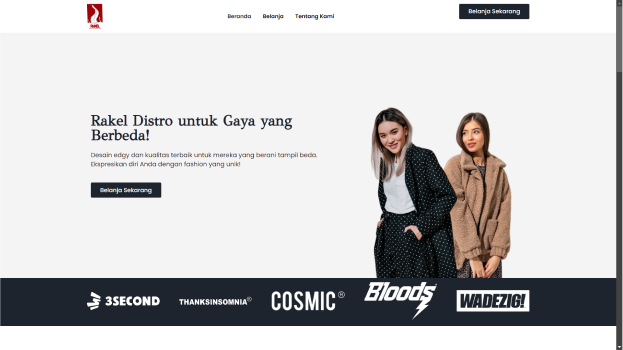 RAKEL
Beranda
Belanja
Tentang Kami
Belanja Sekarang
Rakel Distro untuk Gaya yang
Berbeda!
Desain edgy dan kualitas terbaik untuk mereka yang berani tampil beda.
Ekspresikan diri Anda dengan fashion yang unik!
Belanja Sekarang
3SECOND
THANKSINSOMNIA®
COSMIC®
Bloods
WADEZIG!